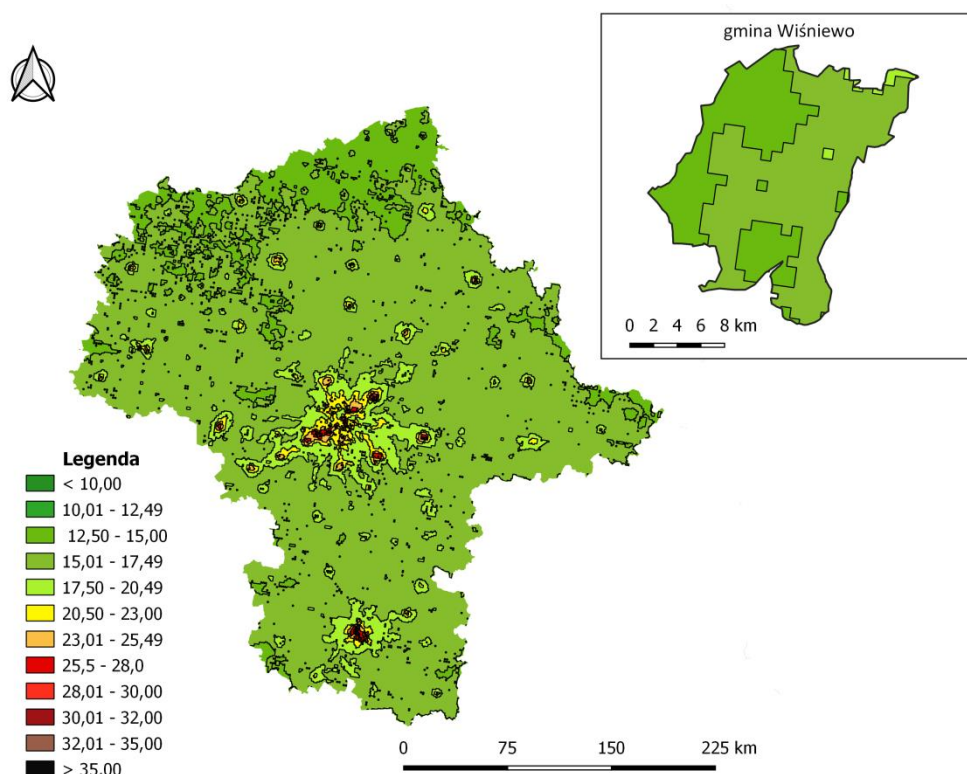 gmina Wiśniewo
0 2 4 6 8 km
Legenda
< 10,00
10,01 - 12,49
12,50 - 15,00
15,01 - 17,49
17,50 - 20,49
20,50 - 23,00
23,01 - 25,49
25,5 - 28,0
28,01 - 30,00
30,01 - 32,00
32,01 - 35,00
> 35,00
0 75 150 225 km